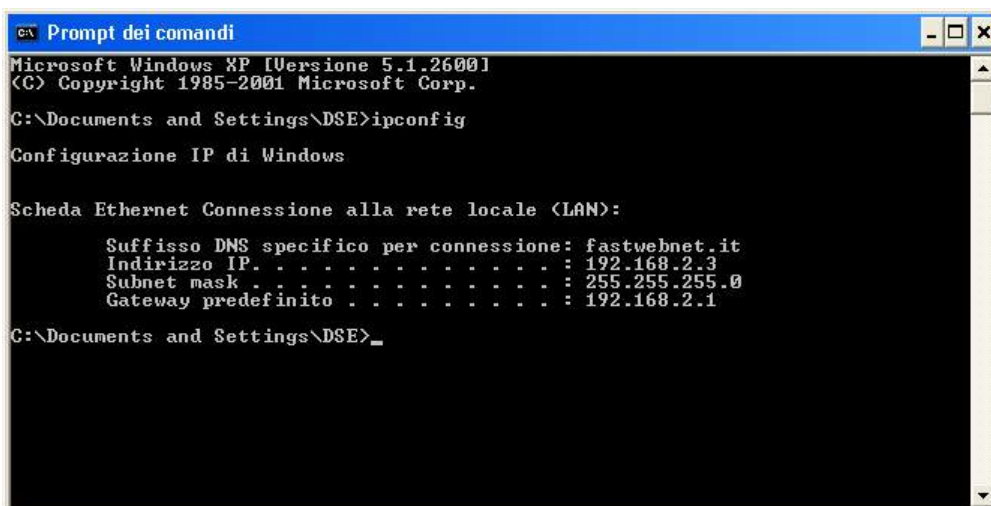 Prompt dei comandi
Microsoft Windows XP [Versione 5.1.2600]
(C) Copyright 1985-2001 Microsoft Corp.
C:\Documents and Settings\DSE>ipconfig
Configurazione IP di Windows
Scheda Ethernet Connessione alla rete locale (LAN):
Suffisso DNS specifico per connessione: fastwebnet.it
Indirizzo IP. . . . . . . . . . . . . : 192.168.2.3
Subnet mask . . . . . . . . . . . . . : 255.255.255.0
Gateway predefinito . . . . . . . . . : 192.168.2.1
C:\Documents and Settings\DSE>_